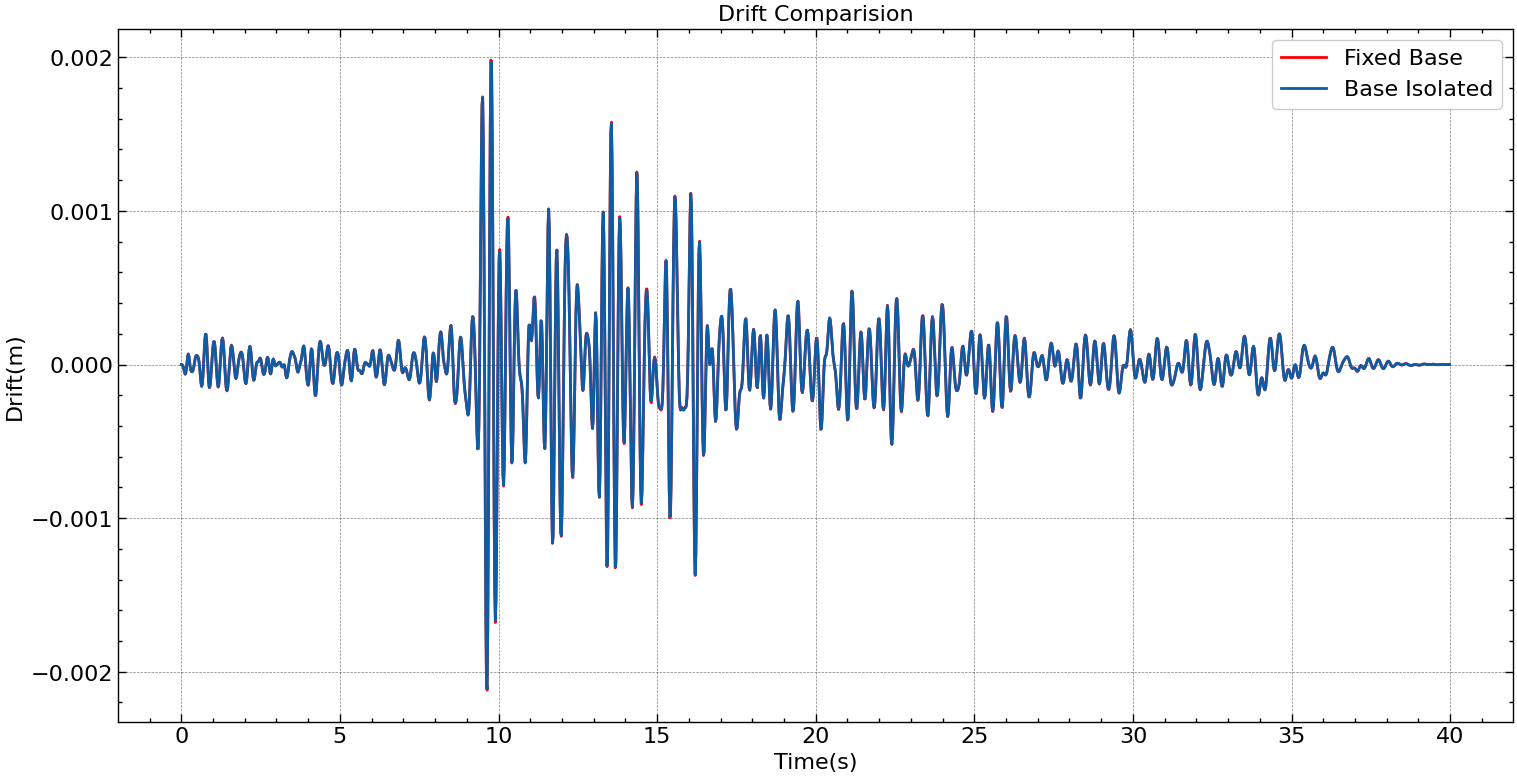 Drift Comparision
Fixed Base
Base Isolated
Drift(m)
0.002
0.001
0.000
−0.001
−0.002
0 5 10 15 20 25 30 35 40
Time(s)